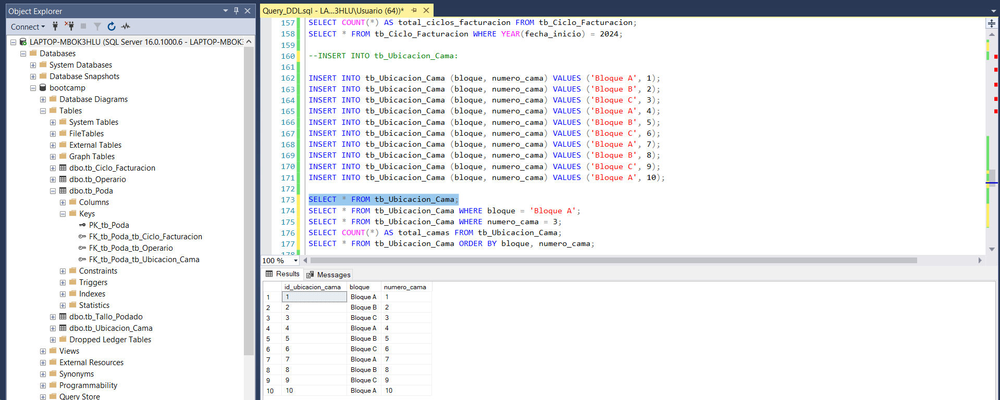 Object Explorer
Connect
LAPTOP-MBOK3HLU (SQL Server 16.0.1000.6 - LAPTOP-MBOK3
Databases
System Databases
Database Snapshots
bootcamp
Database Diagrams
Tables
System Tables
FileTables
External Tables
Graph Tables
dbo.tb_Ciclo_Facturacion
dbo.tb_Operario
dbo.tb_Poda
Columns
Keys
PK_tb_Poda
FK_tb_Poda_tb_Ciclo_Facturacion
FK_tb_Poda_tb_Operario
FK_tb_Poda_tb_Ubicacion_Cama
Constraints
Triggers
Indexes
Statistics
dbo.tb_Tallo_Podado
dbo.tb_Ubicacion_Cama
Dropped Ledger Tables
Views
External Resources
Synonyms
Programmability
Query Store
Query_DDL.sql - LA...3HLU\Usuario (64))*
157 SELECT COUNT(*) AS total_ciclos_facturacion FROM tb_Ciclo_Facturacion;
158 SELECT * FROM tb_Ciclo_Facturacion WHERE YEAR(fecha_inicio) = 2024;
159
160 --INSERT INTO tb_Ubicacion_Cama:
161
162 INSERT INTO tb_Ubicacion_Cama (bloque, numero_cama) VALUES ('Bloque A', 1);
163 INSERT INTO tb_Ubicacion_Cama (bloque, numero_cama) VALUES ('Bloque B', 2);
164 INSERT INTO tb_Ubicacion_Cama (bloque, numero_cama) VALUES ('Bloque C', 3);
165 INSERT INTO tb_Ubicacion_Cama (bloque, numero_cama) VALUES ('Bloque A', 4);
166 INSERT INTO tb_Ubicacion_Cama (bloque, numero_cama) VALUES ('Bloque B', 5);
167 INSERT INTO tb_Ubicacion_Cama (bloque, numero_cama) VALUES ('Bloque C', 6);
168 INSERT INTO tb_Ubicacion_Cama (bloque, numero_cama) VALUES ('Bloque A', 7);
169 INSERT INTO tb_Ubicacion_Cama (bloque, numero_cama) VALUES ('Bloque B', 8);
170 INSERT INTO tb_Ubicacion_Cama (bloque, numero_cama) VALUES ('Bloque C', 9);
171 INSERT INTO tb_Ubicacion_Cama (bloque, numero_cama) VALUES ('Bloque A', 10);
172
173 SELECT * FROM tb_Ubicacion_Cama;
174 SELECT * FROM tb_Ubicacion_Cama WHERE bloque = 'Bloque A';
175 SELECT * FROM tb_Ubicacion_Cama WHERE numero_cama = 3;
176 SELECT COUNT(*) AS total_camas FROM tb_Ubicacion_Cama;
177 SELECT * FROM tb_Ubicacion_Cama ORDER BY bloque, numero_cama;
178
100 %
Results Messages
id_ubicacion_cama bloque numero_cama
1 1 Bloque A 1
2 2 Bloque B 2
3 3 Bloque C 3
4 4 Bloque A 4
5 5 Bloque B 5
6 6 Bloque C 6
7 7 Bloque A 7
8 8 Bloque B 8
9 9 Bloque C 9
10 10 Bloque A 10